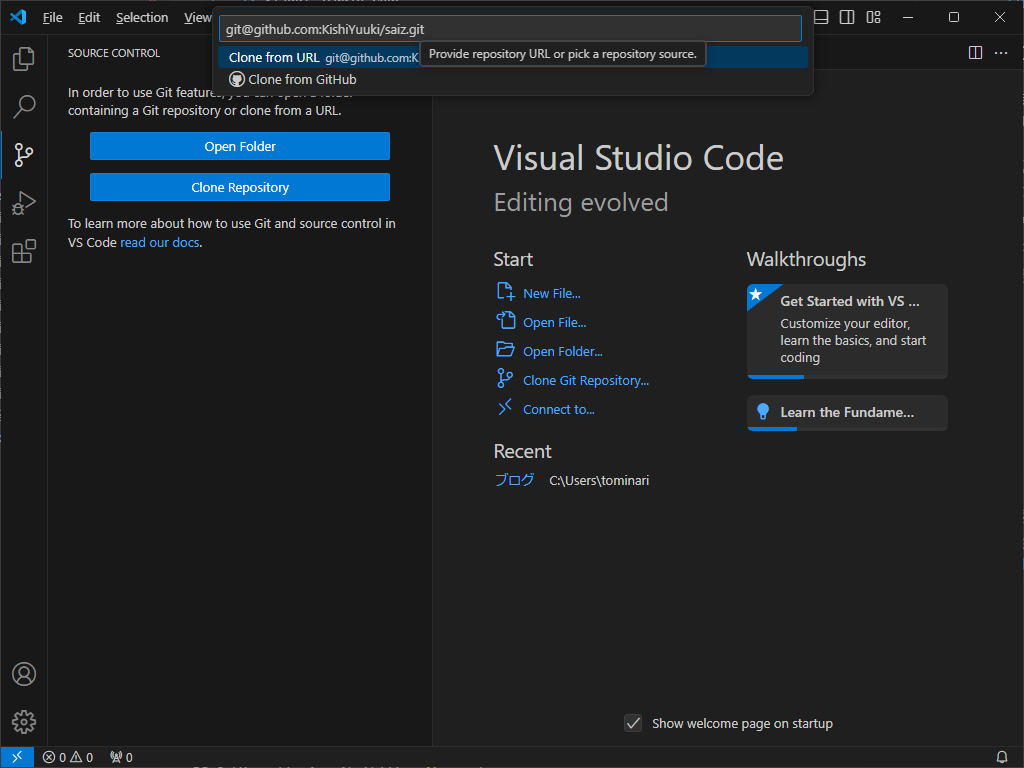 File Edit Selection View
git@github.com:KishiYuuki/saiz.git
Clone from URL git@github.com:K
Provide repository URL or pick a repository source.
Clone from GitHub
SOURCE CONTROL
In order to use Git features, you can open a folder
containing a Git repository or clone from a URL.
Open Folder
Clone Repository
To learn more about how to use Git and source control in
VS Code read our docs.
Visual Studio Code
Editing evolved
Start
New File...
Open File...
Open Folder...
Clone Git Repository...
Connect to...
Recent
ブログ C:\Users\tominari
Walkthroughs
Get Started with VS ...
Customize your editor,
learn the basics, and start
coding
Learn the Fundame...
Show welcome page on startup
0 0 0